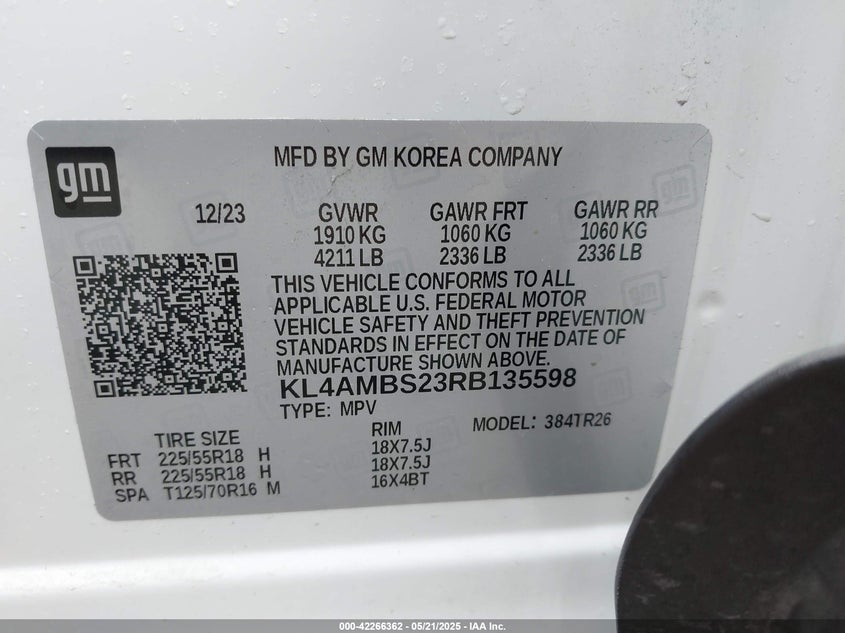 gm
MFD BY GM KOREA COMPANY
12/23 GVWR GAWR FRT GAWR RR
1910 KG 1060 KG 1060 KG
4211 LB 2336 LB 2336 LB
THIS VEHICLE CONFORMS TO ALL
APPLICABLE U.S. FEDERAL MOTOR
VEHICLE SAFETY AND THEFT PREVENTION
STANDARDS IN EFFECT ON THE DATE OF
MANUFACTURE SHOWN ABOVE.
KL4AMBS23RB135598
TYPE: MPV MODEL: 384TR26
TIRE SIZE RIM
FRT 225/55R18 H 18X7.5J
RR 225/55R18 H 18X7.5J
SPA T125/70R16 M 16X4BT
000-42266362 - 05/21/2025 - IAA Inc.